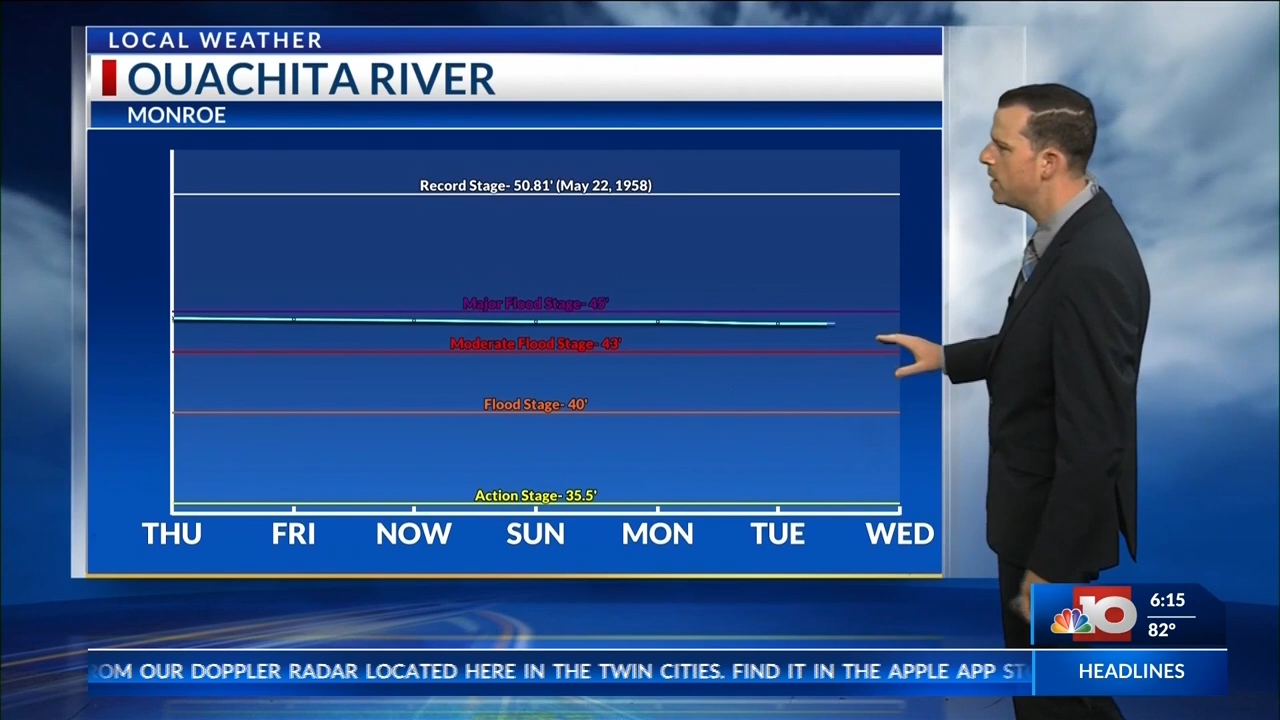 LOCAL WEATHER
OUACHITA RIVER
MONROE
Record Stage- 50.81' (May 22, 1958)
Major Flood Stage- 45'
Moderate Flood Stage- 43'
Flood Stage- 40'
Action Stage- 35.5'
THU FRI NOW SUN MON TUE WED
10
6:15
82°
OM OUR DOPPLER RADAR LOCATED HERE IN THE TWIN CITIES. FIND IT IN THE APPLE APP ST
HEADLINES